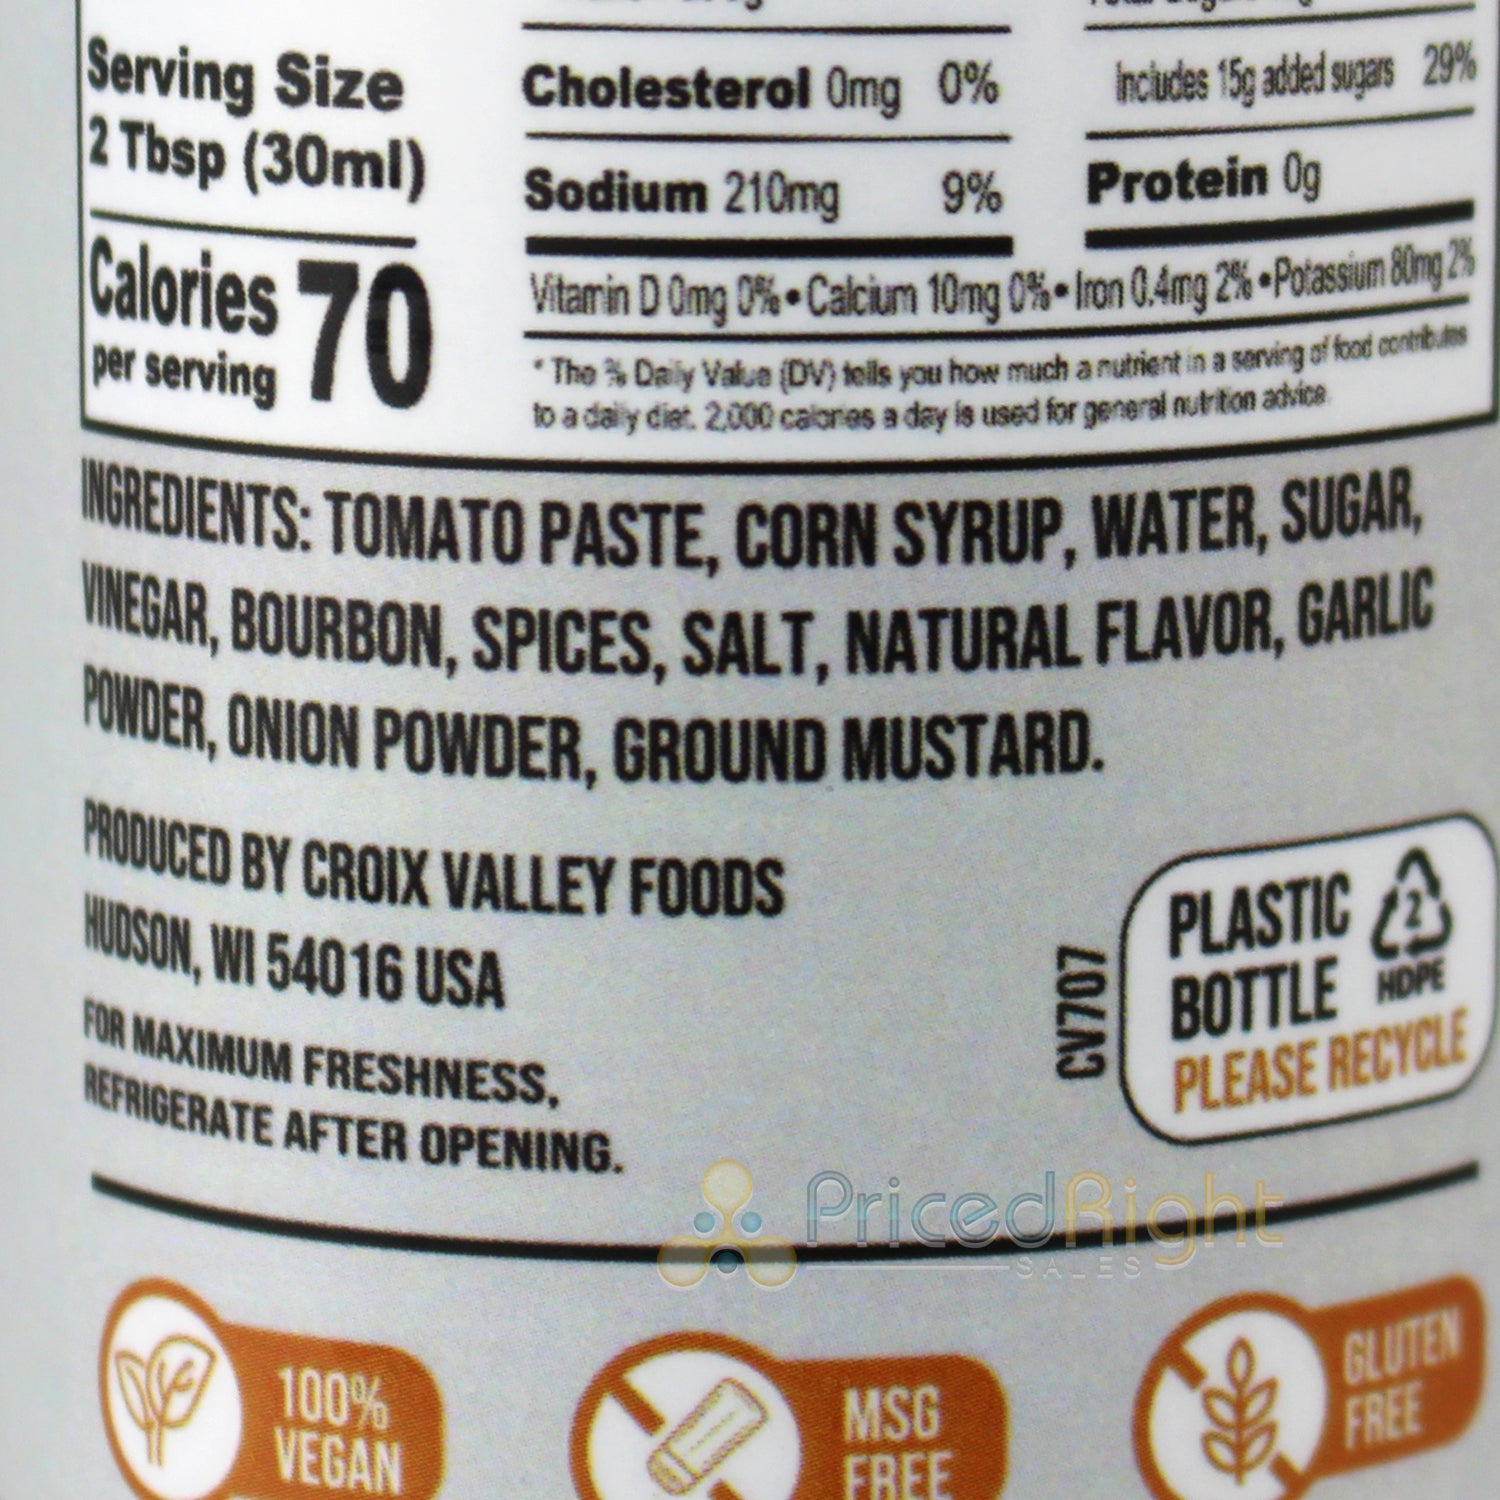 Serving Size
2 Tbsp (30ml)
Calories 70
per serving
Cholesterol 0mg 0%
Sodium 210mg 9%
Includes 15g added sugars 29%
Protein 0g
Vitamin D 0mg 0% • Calcium 10mg 0% • Iron 0.4mg 2% • Potassium 80mg 2%
* The % Daily Value (DV) tells you how much a nutrient in a serving of food contributes
to a daily diet. 2,000 calories a day is used for general nutrition advice.
INGREDIENTS: TOMATO PASTE, CORN SYRUP, WATER, SUGAR,
VINEGAR, BOURBON, SPICES, SALT, NATURAL FLAVOR, GARLIC
POWDER, ONION POWDER, GROUND MUSTARD.
PRODUCED BY CROIX VALLEY FOODS
HUDSON, WI 54016 USA
FOR MAXIMUM FRESHNESS,
REFRIGERATE AFTER OPENING.
CV707
PLASTIC
BOTTLE
2
HDPE
PLEASE RECYCLE
PricedRight
SALES
100%
VEGAN
MSG
FREE
GLUTEN
FREE